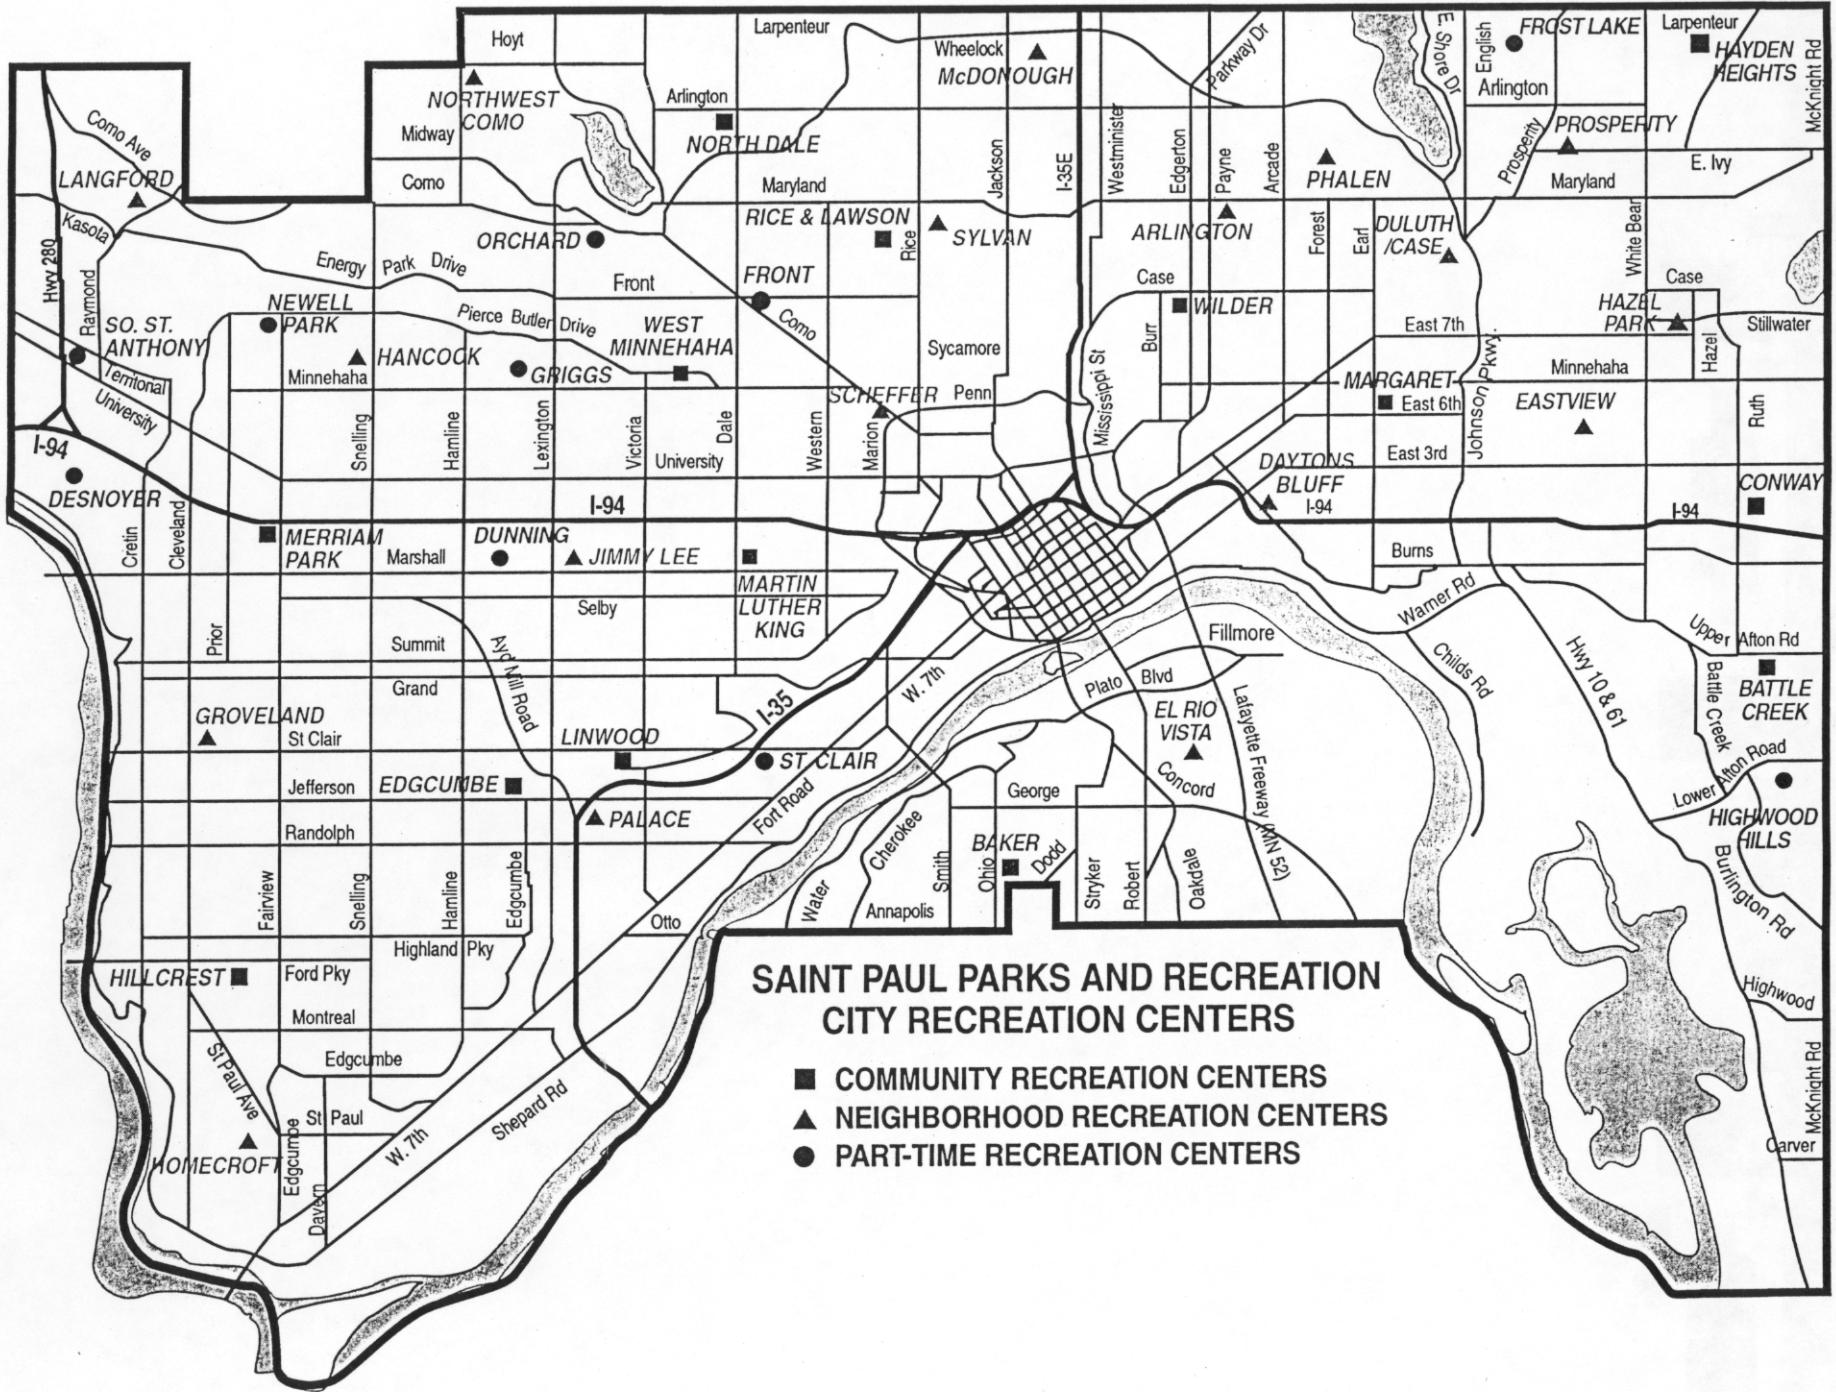 Hoyt
Larpenteur
Wheelock
McDONOUGH
Parkway Dr
E. Shore Dr
English
FROST LAKE
Larpenteur
HAYDEN
HEIGHTS
McKnight Rd
NORTHWEST
COMO
Arlington
Arlington
Midway
NORTH DALE
Como Ave
LANGFORD
Como
Maryland
Jackson
I-35E
Westminister
Edgerton
Payne
Arcade
PHALEN
Prosperity
PROSPERITY
E. Ivy
Maryland
Kasota
Hwy 280
Raymond
ORCHARD
RICE & LAWSON
Rice
SYLVAN
ARLINGTON
Forest
Earl
DULUTH
/CASE
White Bear
Energy Park Drive
Front
FRONT
Como
Case
WILDER
Case
HAZEL
PARK
Stillwater
Hazel
SO. ST.
ANTHONY
NEWELL
PARK
Pierce Butler Drive
WEST
MINNEHAHA
HANCOCK
Minnehaha
GRIGGS
Sycamore
Mississippi St
Burr
East 7th
Johnson Pkwy.
Minnehaha
Territorial
University
SCHEFFER
Penn
MARGARET
East 6th
EASTVIEW
Ruth
Snelling
Hamline
Lexington
Victoria
Dale
Western
Marion
University
East 3rd
DAYTONS
BLUFF
I-94
I-94
DESNOYER
I-94
I-94
CONWAY
Cretin
Cleveland
MERRIAM
PARK
Marshall
DUNNING
JIMMY LEE
MARTIN
LUTHER
KING
Burns
Warner Rd
Selby
Prior
Summit
Ayd Mill Road
Grand
Fillmore
Childs Rd
Hwy 10 & 61
Upper Afton Rd
Battle Creek
BATTLE
CREEK
I-35
W. 7th
Plato Blvd
Lafayette Freeway (MN 52)
GROVELAND
St Clair
LINWOOD
ST. CLAIR
EL RIO
VISTA
Concord
Jefferson
EDGCUMBE
George
Lower Afton Road
HIGHWOOD
HILLS
Randolph
PALACE
Fort Road
Cherokee
BAKER
Smith
Ohio
Dodd
Stryker
Robert
Oakdale
Burlington Rd
Fairview
Snelling
Hamline
Edgcumbe
Otto
Water
Annapolis
Highland Pky
HILLCREST
Ford Pky
Highwood
Montreal
St Paul Ave
Edgcumbe
St Paul
Edgcumbe
HOMECROFT
Davern
W. 7th
Shepard Rd
McKnight Rd
Carver
SAINT PAUL PARKS AND RECREATION
CITY RECREATION CENTERS
COMMUNITY RECREATION CENTERS
NEIGHBORHOOD RECREATION CENTERS
PART-TIME RECREATION CENTERS